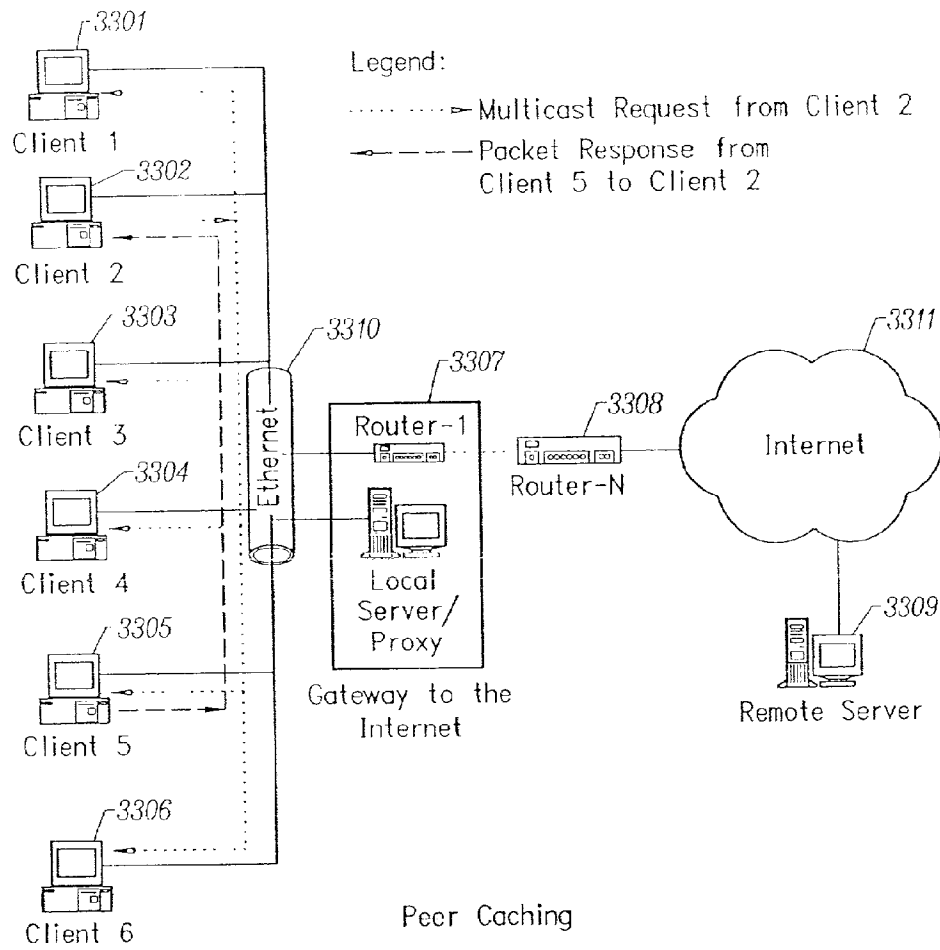 3301
Client 1
3302
Client 2
3303
Client 3
3304
Client 4
3305
Client 5
3306
Client 6
Legend:
Multicast Request from Client 2
Packet Response from
Client 5 to Client 2
3310
Ethernet
3307
Router-1
Local
Server/
Proxy
Gateway to the
Internet
3308
Router-N
3311
Internet
3309
Remote Server
Peer Caching